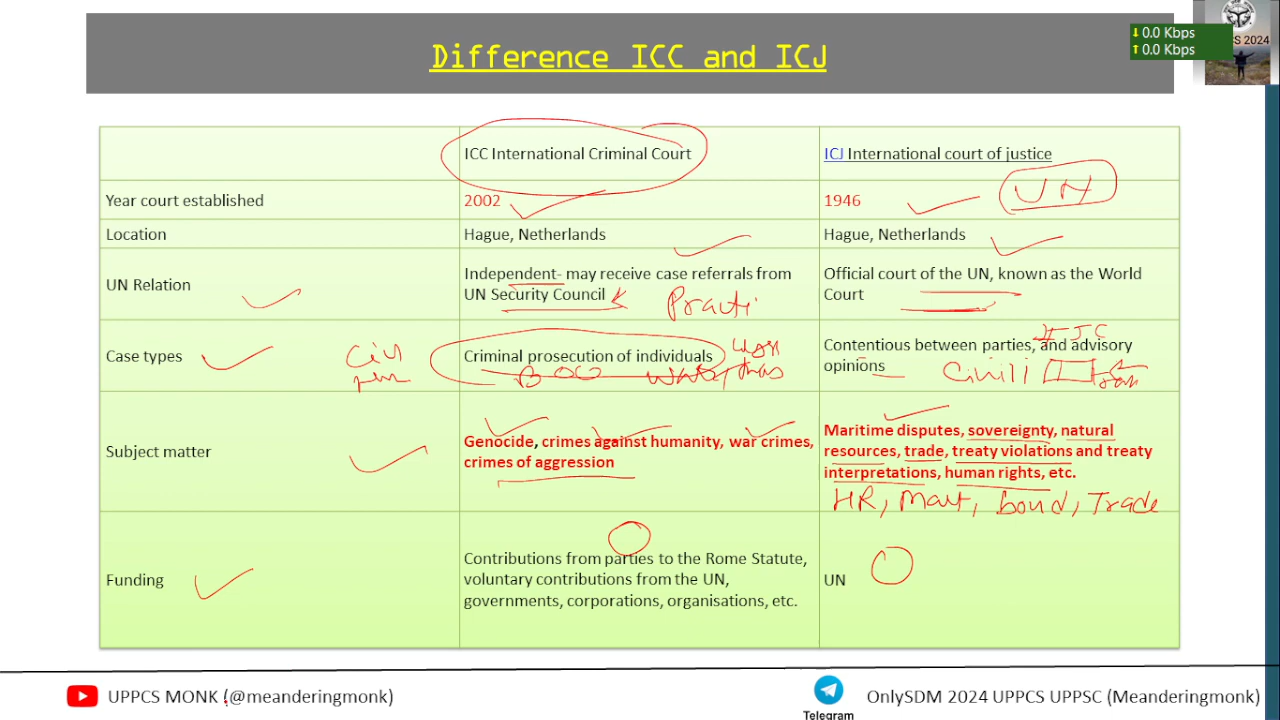 Difference ICC and ICJ
0.0 Kbps
0.0 Kbps
CS 2024
ICC International Criminal Court
ICJ International court of justice
UN
Year court established
2002
1946
Location
Hague, Netherlands
Hague, Netherlands
UN Relation
Independent- may receive case referrals from
UN Security Council
Official court of the UN, known as the World
Court
Case types
Criminal prosecution of individuals
Contentious between parties, and advisory
opinions
Subject matter
Genocide, crimes against humanity, war crimes,
crimes of aggression
Maritime disputes, sovereignty, natural
resources, trade, treaty violations and treaty
interpretations, human rights, etc.
HR, Mart, bound, Trade
Funding
Contributions from parties to the Rome Statute,
voluntary contributions from the UN,
governments, corporations, organisations, etc.
UN
UPPCS MONK (@meanderingmonk)
Telegram
OnlySDM 2024 UPPCS UPPSC (Meanderingmonk)